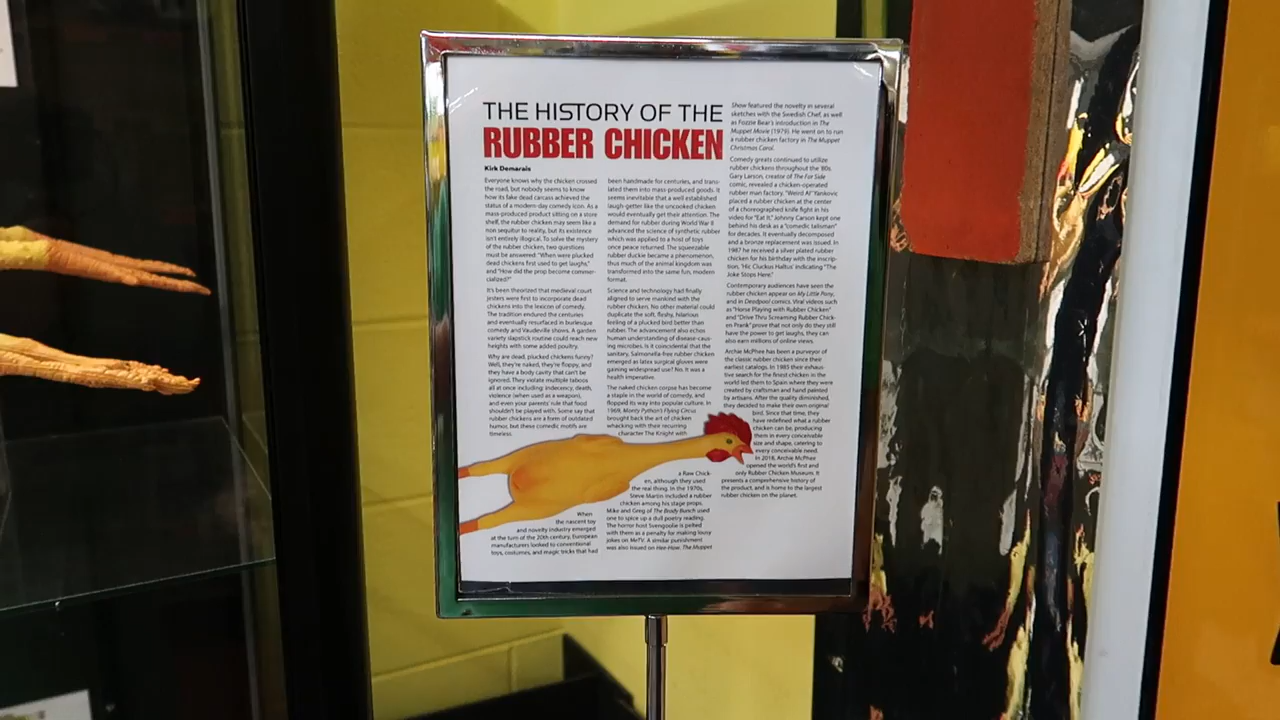 THE HISTORY OF THE
RUBBER CHICKEN
Kirk Demarais
Everyone knows why the chicken crossed
the road, but nobody seems to know
how its fake dead carcass achieved the
status of a modern-day comedy icon. As a
mass-produced product sitting on a store
shelf, the rubber chicken may seem like a
non sequitur to reality, but its existence
isn't entirely illogical. To solve the mystery
of the rubber chicken, two questions
must be answered: "When were plucked
dead chickens first used to get laughs,"
and "How did the prop become commer-
cialized?"
It's been theorized that medieval court
jesters were first to incorporate dead
chickens into the lexicon of comedy.
The tradition endured the centuries
and eventually resurfaced in burlesque
comedy and Vaudeville shows. A garden
variety slapstick routine could reach new
heights with some added poultry.
Why are dead, plucked chickens funny?
Well, they're naked, they're floppy, and
they have a body cavity that can't be
ignored. They violate multiple taboos
all at once including: indecency, death,
violence (when used as a weapon),
and even your parents' rule that food
shouldn't be played with. Some say that
rubber chickens are a form of outdated
humor, but these comedic motifs are
timeless.
When
the nascent toy
and novelty industry emerged
at the turn of the 20th century, European
manufacturers looked to conventional
toys, costumes, and magic tricks that had
been handmade for centuries, and trans-
lated them into mass-produced goods. It
seems inevitable that a well established
laugh-getter like the uncooked chicken
would eventually get their attention. The
demand for rubber during World War II
advanced the science of synthetic rubber
which was applied to a host of toys
once peace returned. The squeezable
rubber duckie became a phenomenon,
thus much of the animal kingdom was
transformed into the same fun, modern
format.
Science and technology had finally
aligned to serve mankind with the
rubber chicken. No other material could
duplicate the soft, fleshy, hilarious
feeling of a plucked bird better than
rubber. The advancement also echos
human understanding of disease-caus-
ing microbes. Is it coincidental that the
sanitary, Salmonella-free rubber chicken
emerged as latex surgical gloves were
gaining widespread use? No. It was a
health imperative.
The naked chicken corpse has become
a staple in the world of comedy, and
flopped its way into popular culture. In
1969, Monty Python's Flying Circus
brought back the art of chicken
whacking with their recurring
character The Knight with
a Raw Chick-
en, although they used
the real thing. In the 1970s,
Steve Martin included a rubber
chicken among his stage props.
Mike and Greg of The Brady Bunch used
one to spice up a dull poetry reading.
The horror host Svengoolie is pelted
with them as a penalty for making lousy
jokes on MeTV. A similar punishment
was also issued on Hee-Haw. The Muppet
Show featured the novelty in several
sketches with the Swedish Chef, as well
as Fozzie Bear's introduction in The
Muppet Movie (1979). He went on to run
a rubber chicken factory in The Muppet
Christmas Carol.
Comedy greats continued to utilize
rubber chickens throughout the '80s.
Gary Larson, creator of The Far Side
comic, revealed a chicken-operated
rubber man factory. "Weird Al" Yankovic
placed a rubber chicken at the center
of a choreographed knife fight in his
video for "Eat It." Johnny Carson kept one
behind his desk as a "comedic talisman"
for decades. It eventually decomposed
and a bronze replacement was issued. In
1987 he received a silver plated rubber
chicken for his birthday with the inscrip-
tion, "Hic Cluckus Haltus" indicating "The
Joke Stops Here."
Contemporary audiences have seen the
rubber chicken appear on My Little Pony,
and in Deadpool comics. Viral videos such
as "Horse Playing with Rubber Chicken"
and "Drive Thru Screaming Rubber Chick-
en Prank" prove that not only do they still
have the power to get laughs, they can
also earn millions of online views.
Archie McPhee has been a purveyor of
the classic rubber chicken since their
earliest catalogs. In 1985 their exhaus-
tive search for the finest chicken in the
world led them to Spain where they were
created by craftsman and hand painted
by artisans. After the quality diminished,
they decided to make their own original
bird. Since that time, they
have redefined what a rubber
chicken can be, producing
them in every conceivable
size and shape, catering to
every conceivable need.
In 2018, Archie McPhee
opened the world's first and
only Rubber Chicken Museum. It
presents a comprehensive history of
the product, and is home to the largest
rubber chicken on the planet.